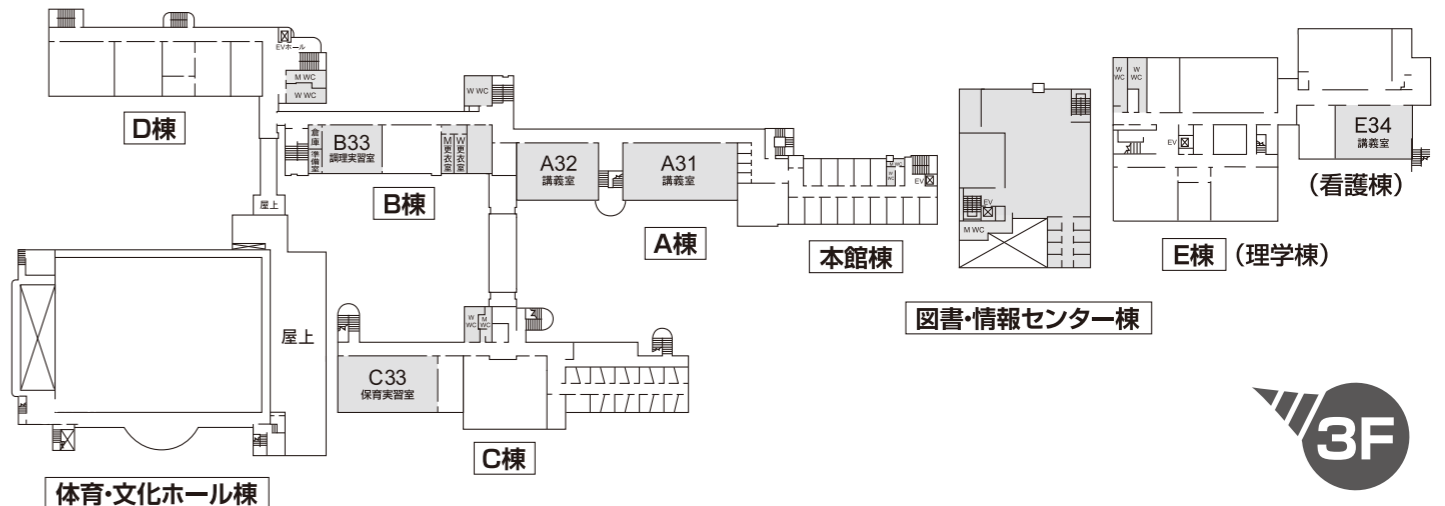 EVホール
M WC
W WC
D棟
W WC
倉庫
準備室
B33
調理実習室
M更衣室
W更衣室
B棟
A32
講義室
A31
講義室
A棟
M WC
W WC
EV
本館棟
EV
M WC
図書・情報センター棟
W WC
W WC
EV
E棟
(理学棟)
E34
講義室
(看護棟)
屋上
屋上
体育・文化ホール棟
W WC
M WC
C33
保育実習室
C棟
3F